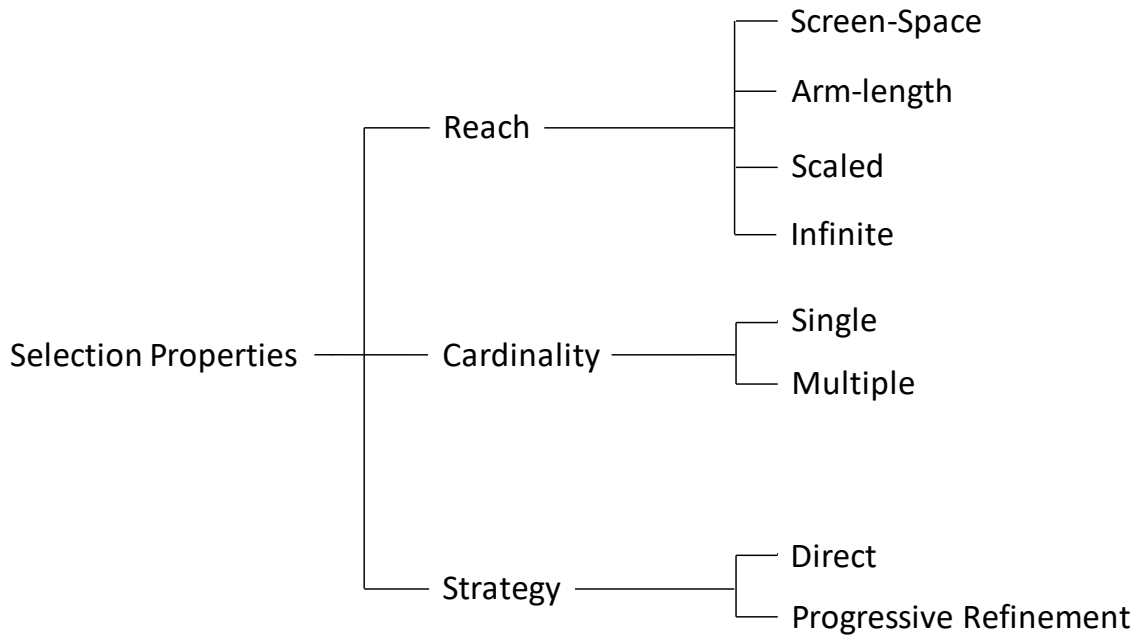 Screen-Space
Arm-length
Reach
Scaled
Infinite
Single
Selection Properties
Cardinality
Multiple
Direct
Strategy
Progressive Refinement